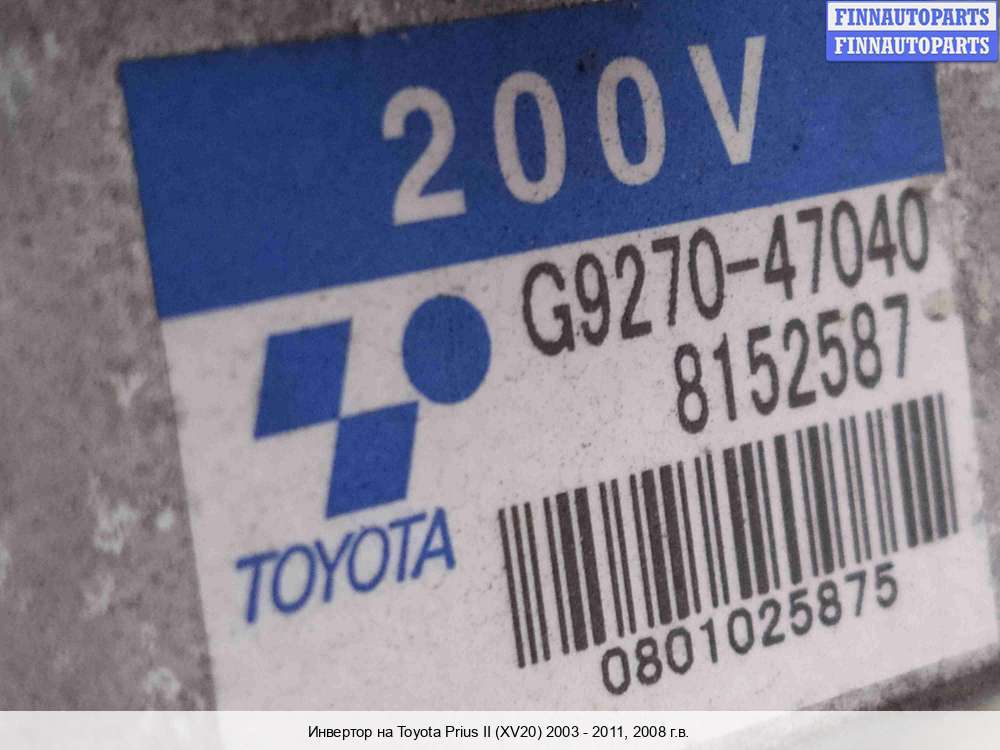 FINNAUTOPARTS
FINNAUTOPARTS
200V
G9270-47040
8152587
TOYOTA
0801025875
Инвертор на Toyota Prius II (XV20) 2003 - 2011, 2008 г.в.